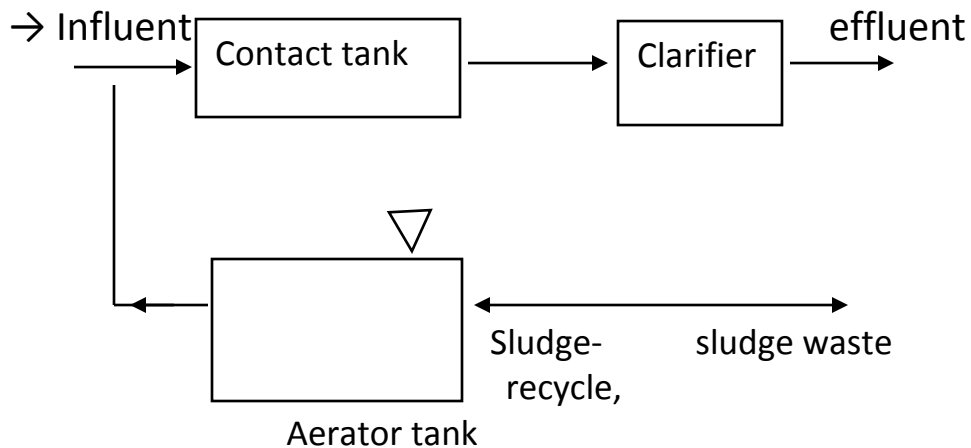 → Influent
Contact tank
Clarifier
effluent
Sludge-
recycle,
sludge waste
Aerator tank